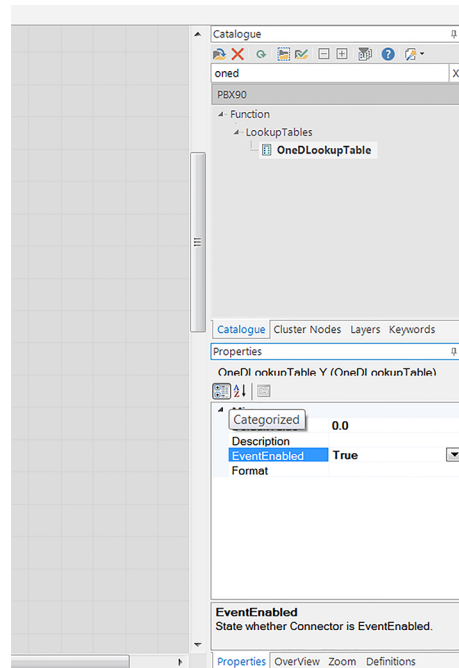 Catalogue
oned
X
PBX90
Function
LookupTables
OneDLookupTable
Catalogue Cluster Nodes Layers Keywords
Properties
OneDLookupTable.Y (OneDLookupTable)
Categorized
0.0
Description
EventEnabled True
Format
EventEnabled
State whether Connector is EventEnabled.
Properties OverView Zoom Definitions